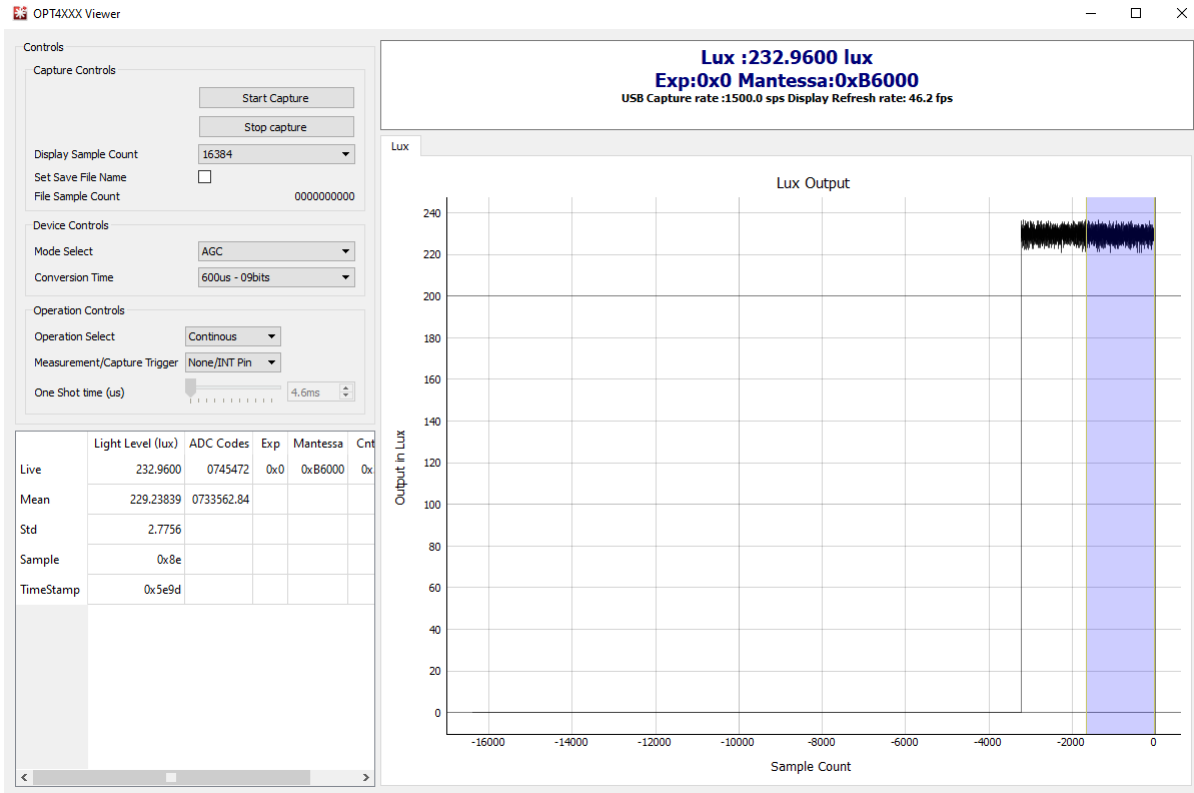 OPT4XXX Viewer
Controls
Capture Controls
Start Capture
Stop capture
Display Sample Count 16384
Set Save File Name
File Sample Count 0000000000
Device Controls
Mode Select AGC
Conversion Time 600us - 09bits
Operation Controls
Operation Select Continous
Measurement/Capture Trigger None/INT Pin
One Shot time (us) 4.6ms
Light Level (lux) ADC Codes Exp Mantessa Cnt
Live 232.9600 0745472 0x0 0xB6000 0x
Mean 229.23839 0733562.84
Std 2.7756
Sample 0x8e
TimeStamp 0x5e9d
Lux :232.9600 lux
Exp:0x0 Mantessa:0xB6000
USB Capture rate :1500.0 sps Display Refresh rate: 46.2 fps
Lux
Lux Output
240
220
200
180
160
140
120
100
80
60
40
20
0
Output in Lux
-16000 -14000 -12000 -10000 -8000 -6000 -4000 -2000 0
Sample Count